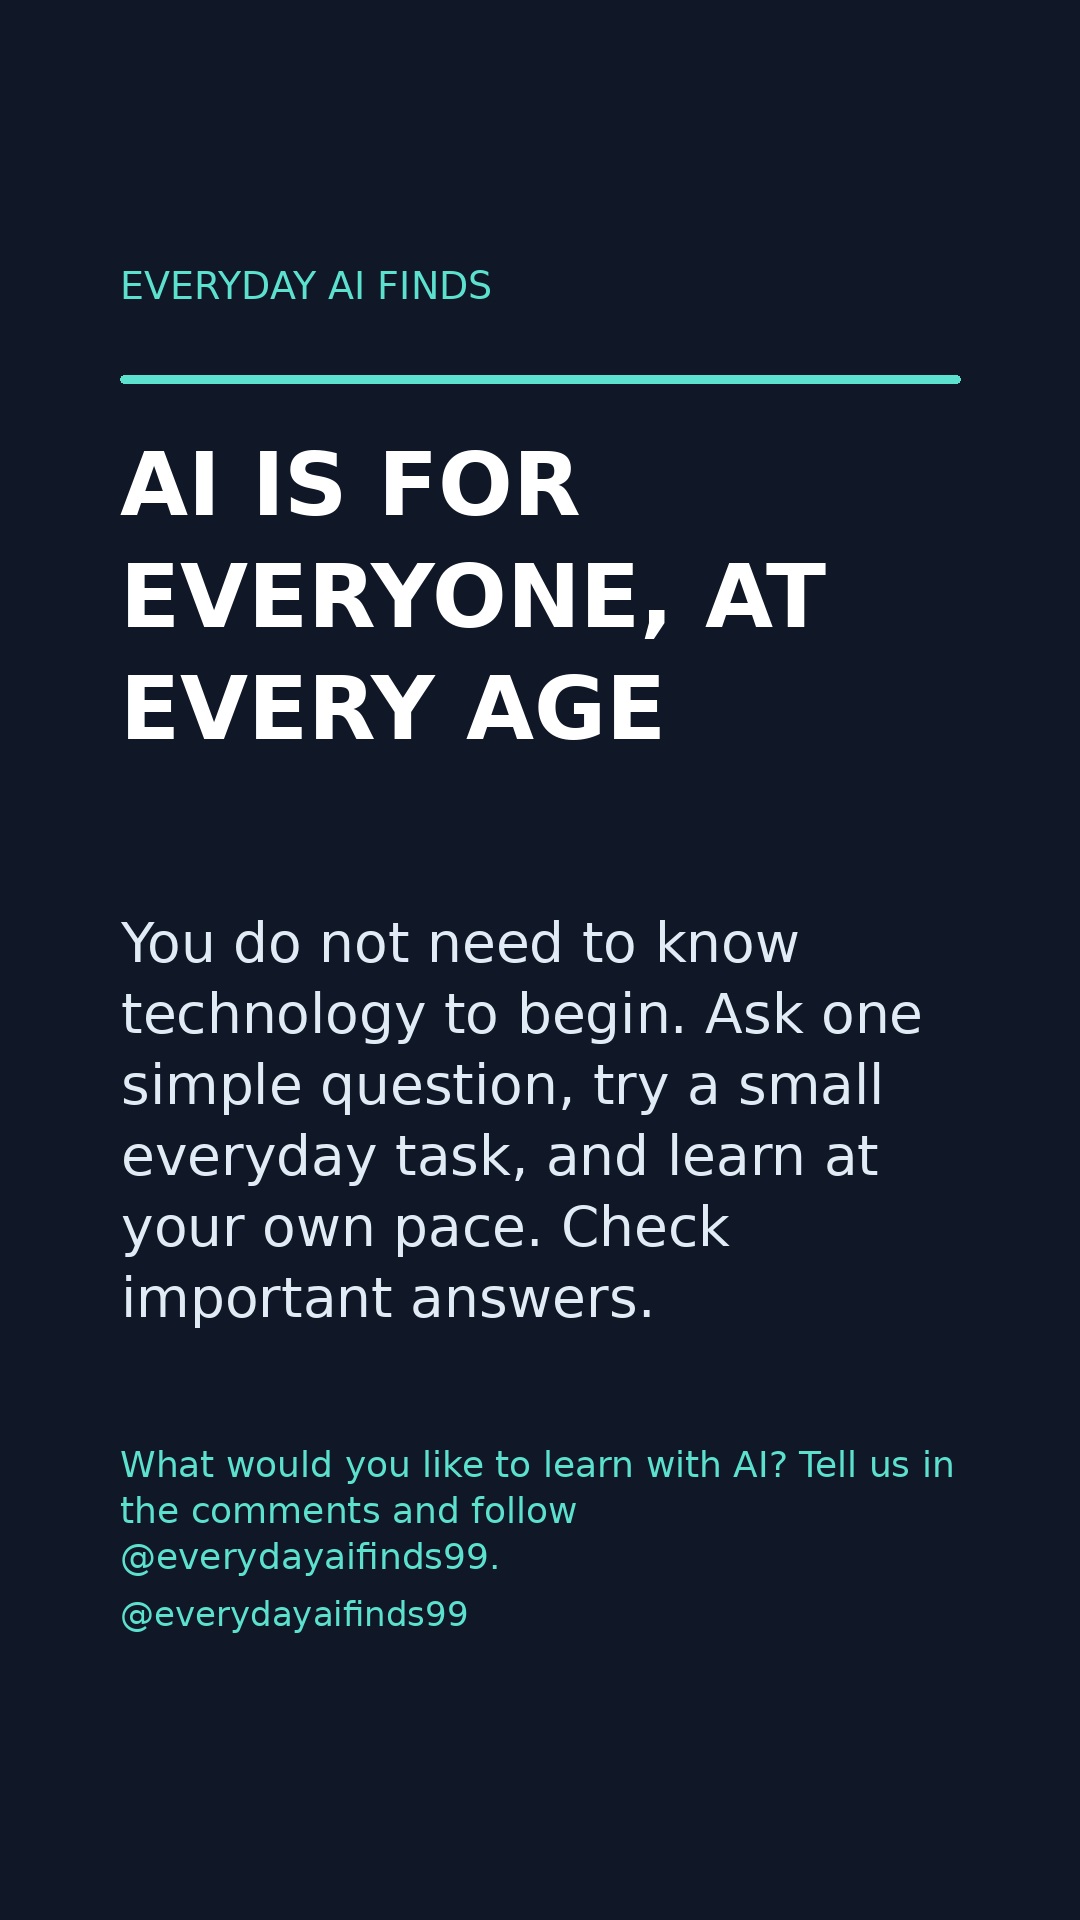 EVERYDAY AI FINDS
AI IS FOR
EVERYONE, AT
EVERY AGE
You do not need to know
technology to begin. Ask one
simple question, try a small
everyday task, and learn at
your own pace. Check
important answers.
What would you like to learn with AI? Tell us in
the comments and follow
@everydayaifinds99.
@everydayaifinds99